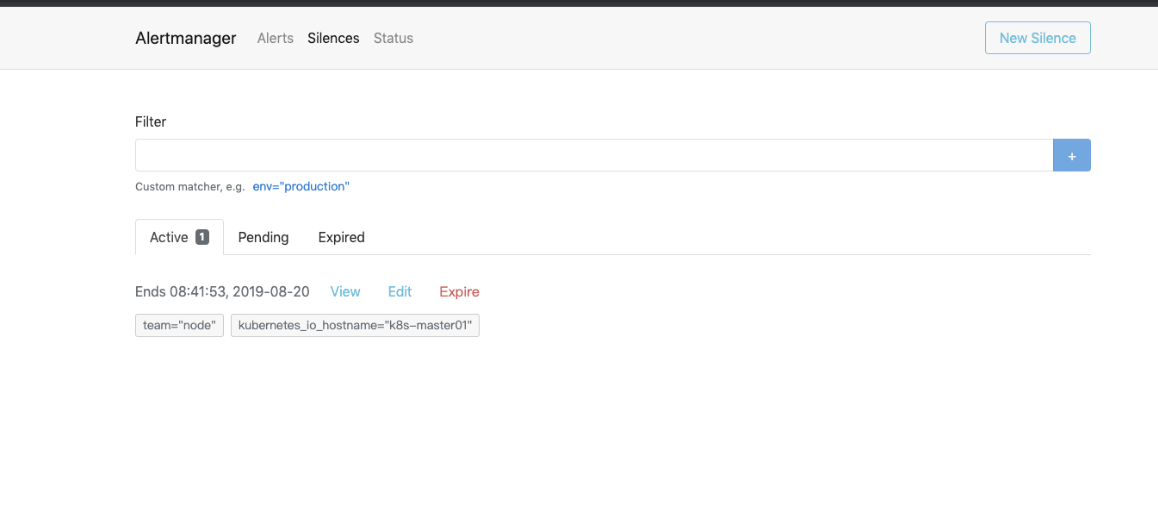 Alertmanager Alerts Silences Status New Silence
Filter
+
Custom matcher, e.g. env="production"
Active 1 Pending Expired
Ends 08:41:53, 2019-08-20 View Edit Expire
team="node" kubernetes_io_hostname="k8s-master01"